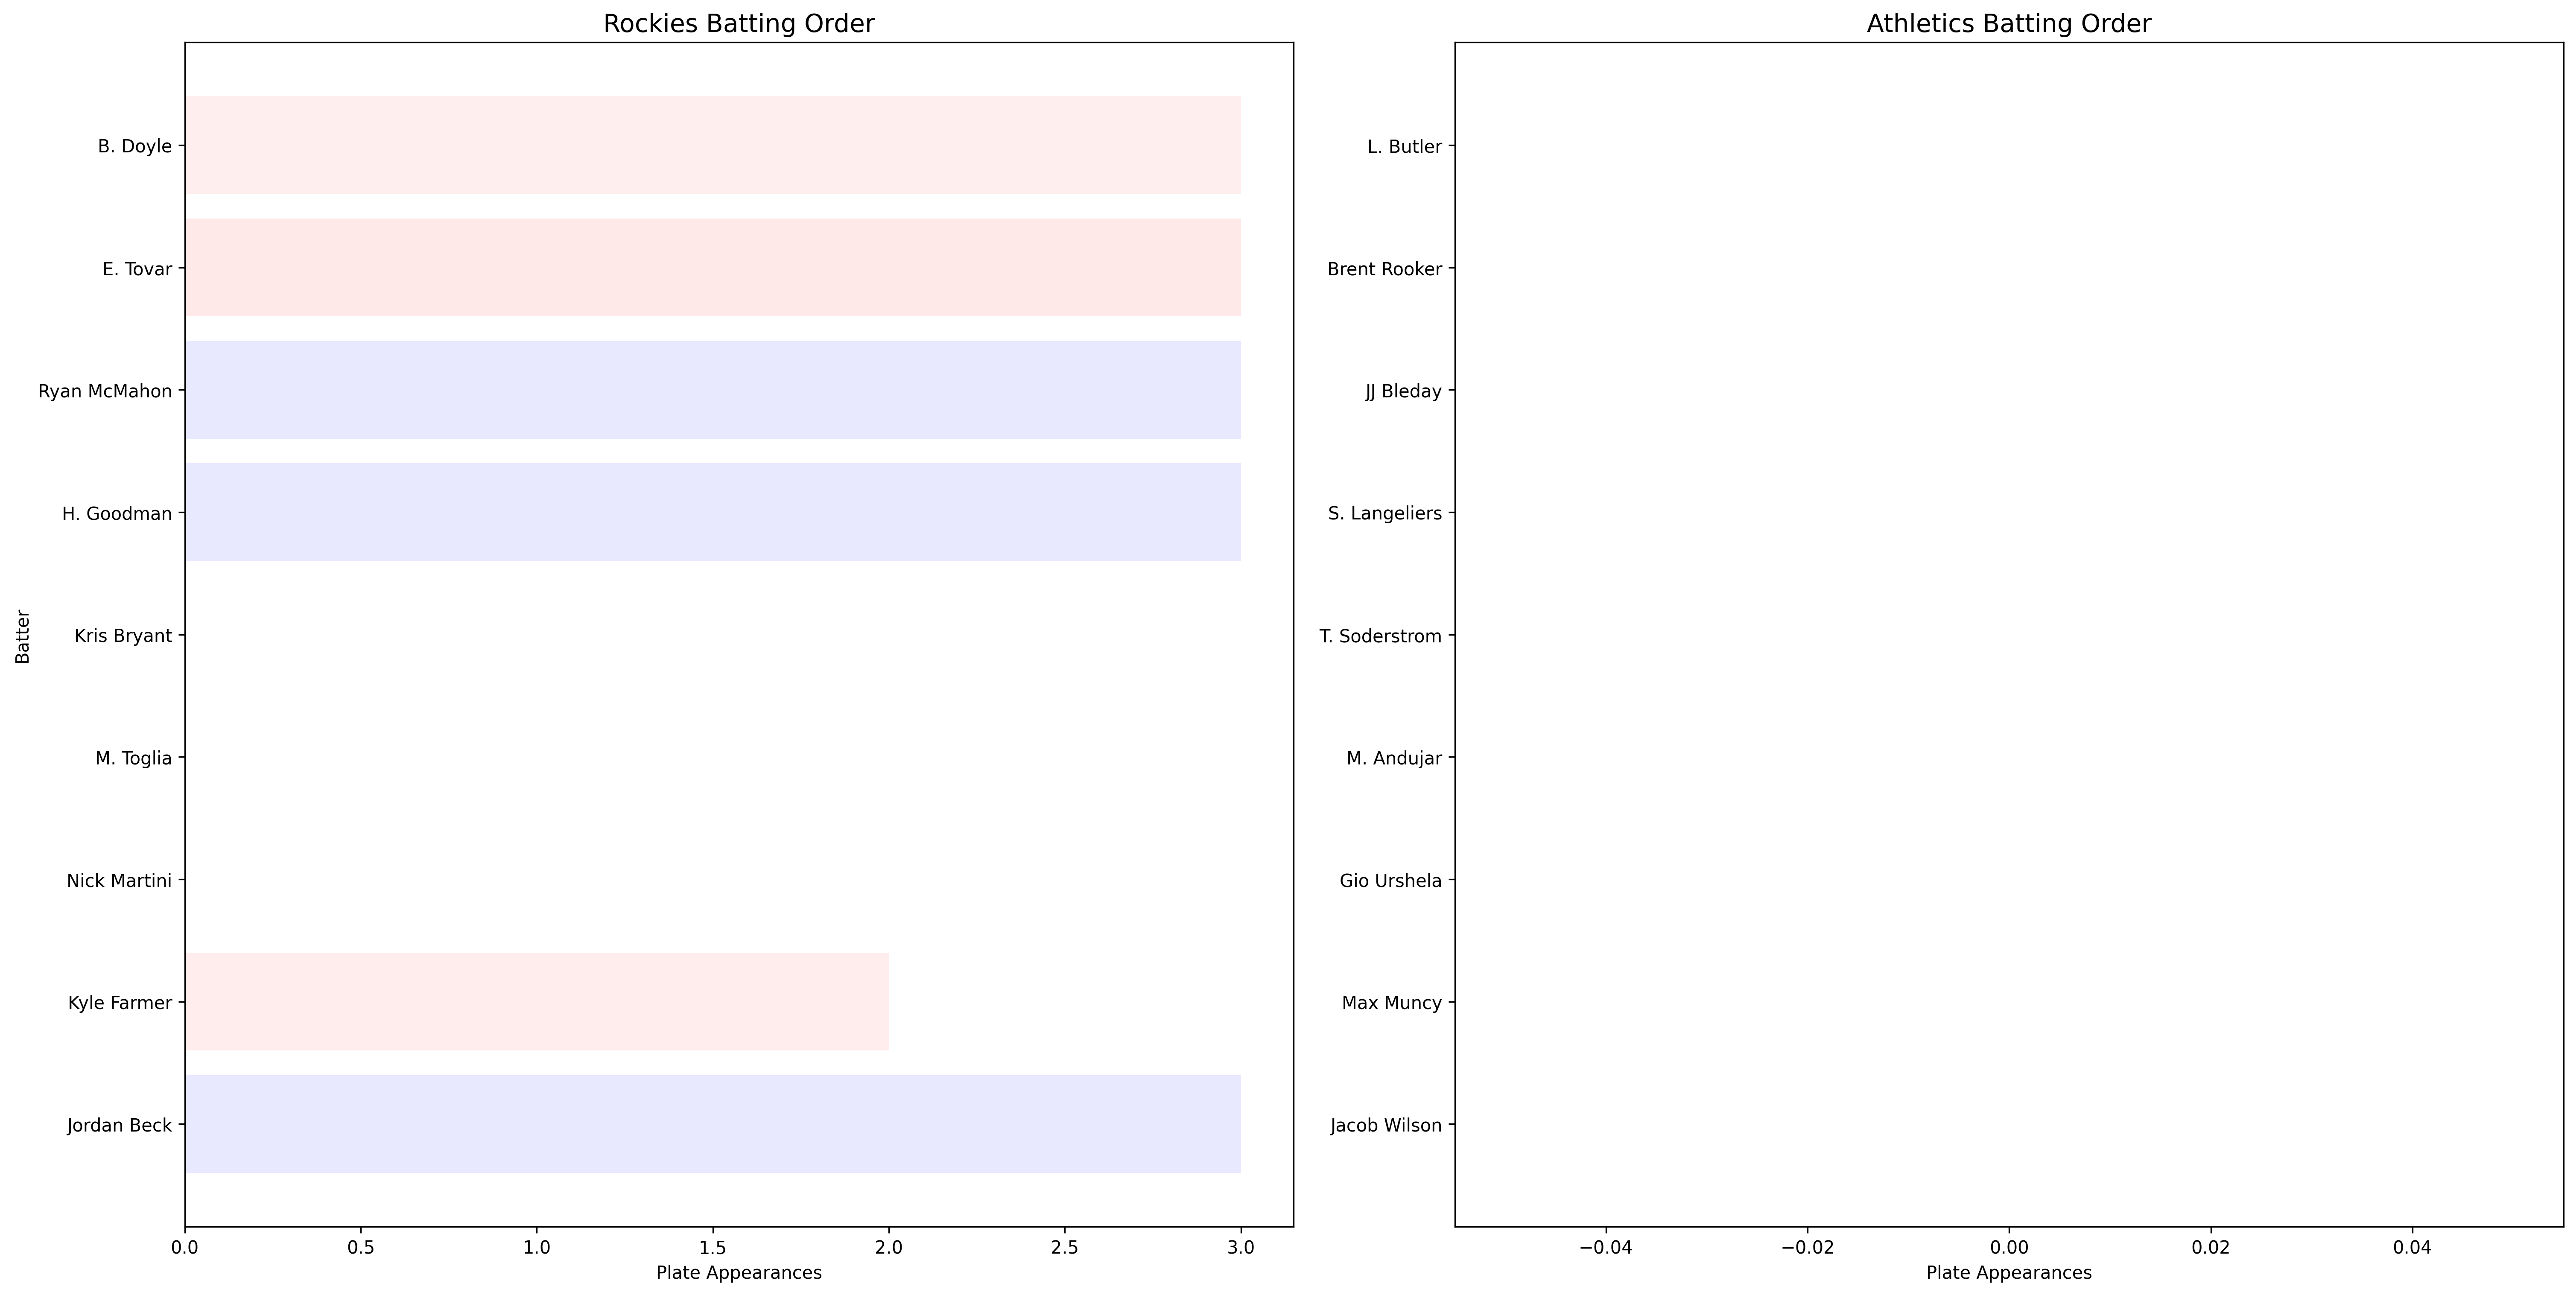 Rockies Batting Order
Batter
B. Doyle
E. Tovar
Ryan McMahon
H. Goodman
Kris Bryant
M. Toglia
Nick Martini
Kyle Farmer
Jordan Beck
0.0 0.5 1.0 1.5 2.0 2.5 3.0
Plate Appearances
Athletics Batting Order
L. Butler
Brent Rooker
JJ Bleday
S. Langeliers
T. Soderstrom
M. Andujar
Gio Urshela
Max Muncy
Jacob Wilson
−0.04 −0.02 0.00 0.02 0.04
Plate Appearances